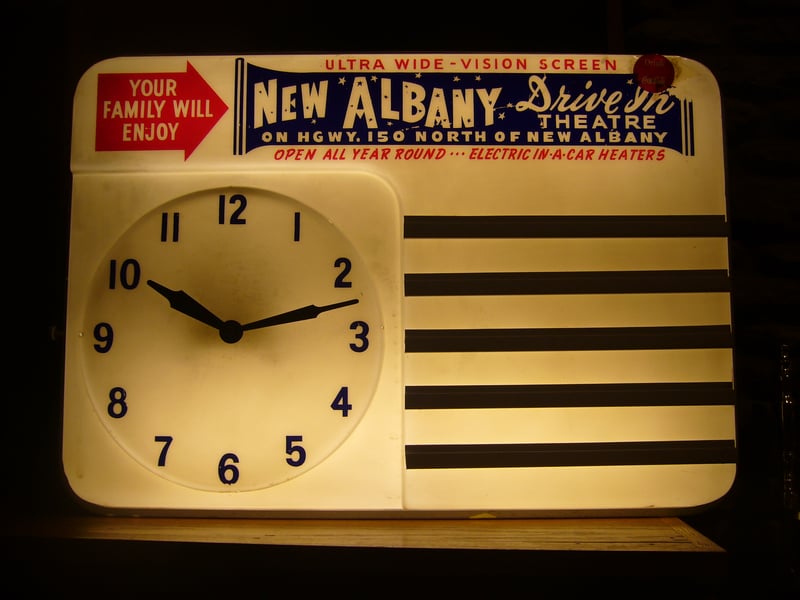 ULTRA WIDE-VISION SCREEN
YOUR
FAMILY WILL
ENJOY
NEW ALBANY Drive In
THEATRE
ON HGWY. 150 NORTH OF NEW ALBANY
OPEN ALL YEAR ROUND ... ELECTRIC IN-A-CAR HEATERS
12
11
1
10
2
9
3
8
4
7
5
6